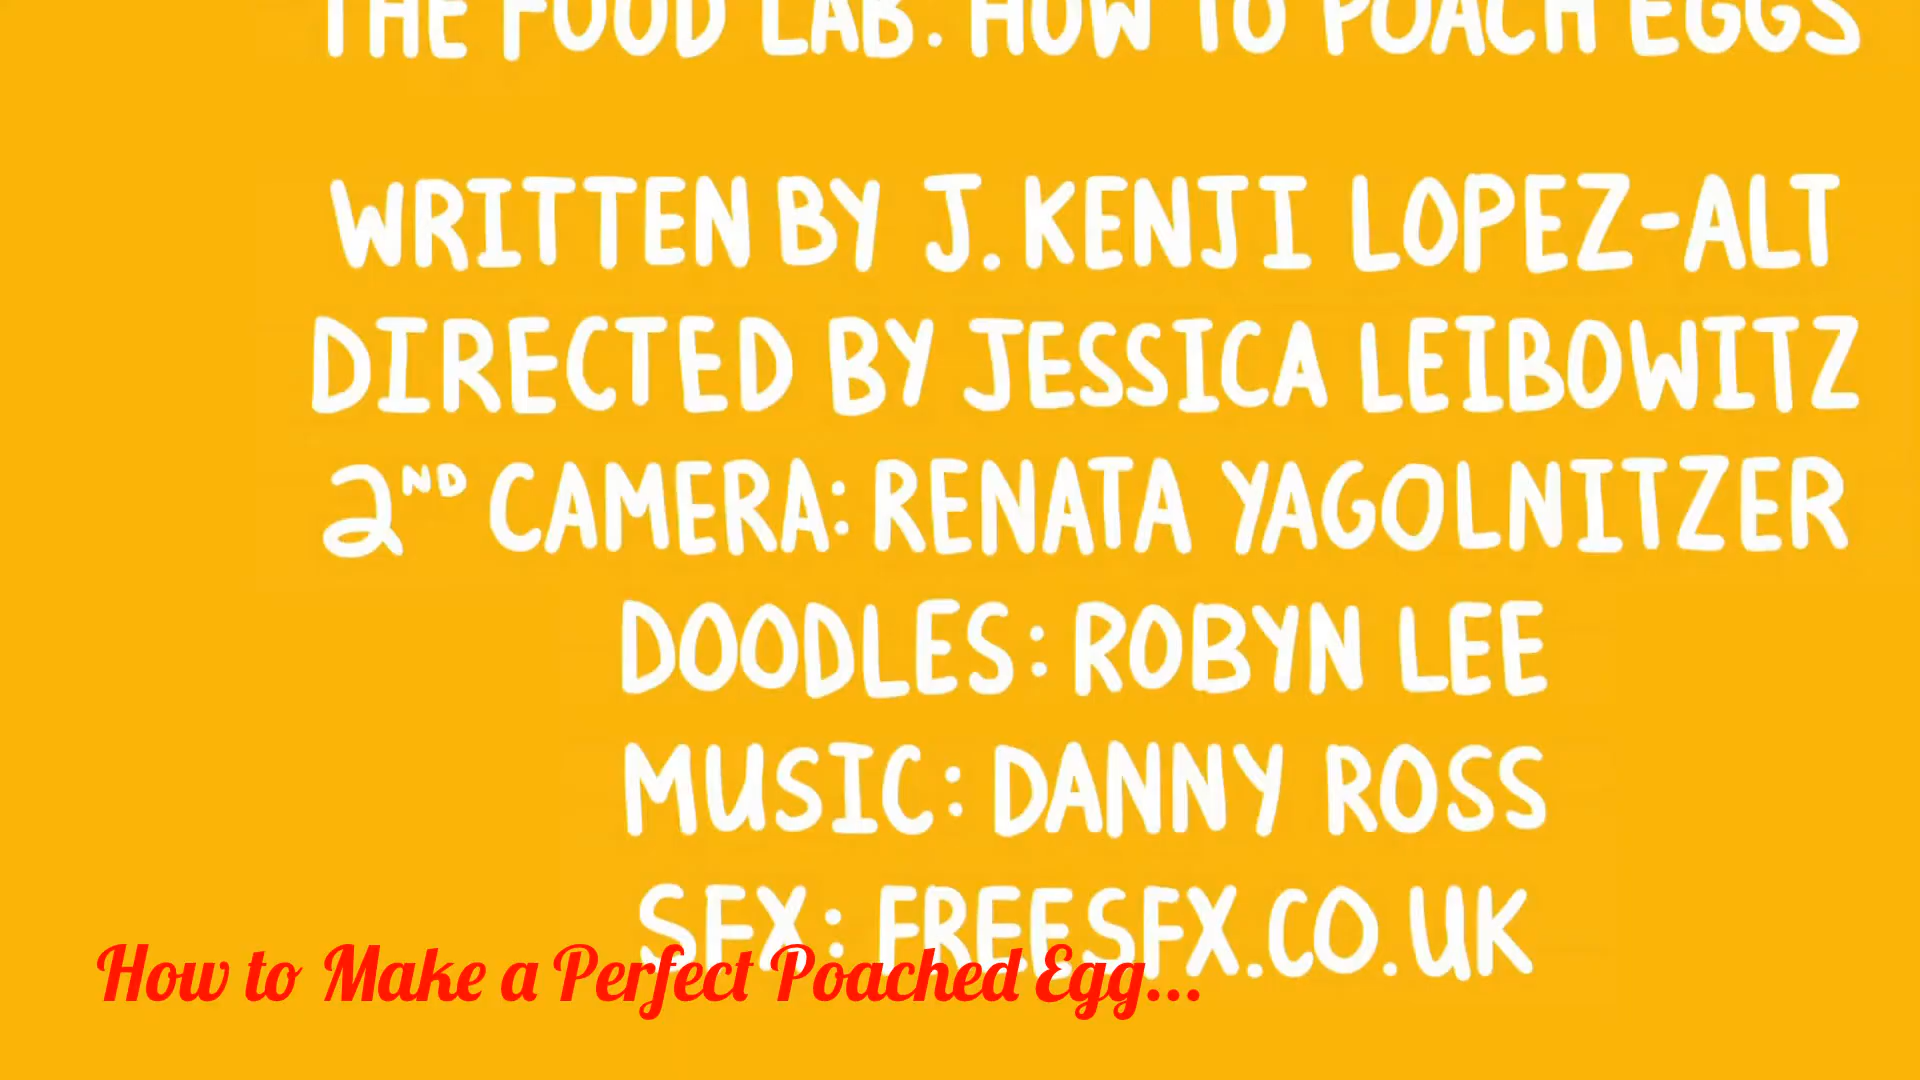 THE FOOD LAB: HOW TO POACH EGGS
WRITTEN BY J. KENJI LOPEZ-ALT
DIRECTED BY JESSICA LEIBOWITZ
2ND CAMERA: RENATA YAGOLNITZER
DOODLES: ROBYN LEE
MUSIC: DANNY ROSS
SFX: FREESFX.CO.UK
How to Make a Perfect Poached Egg...